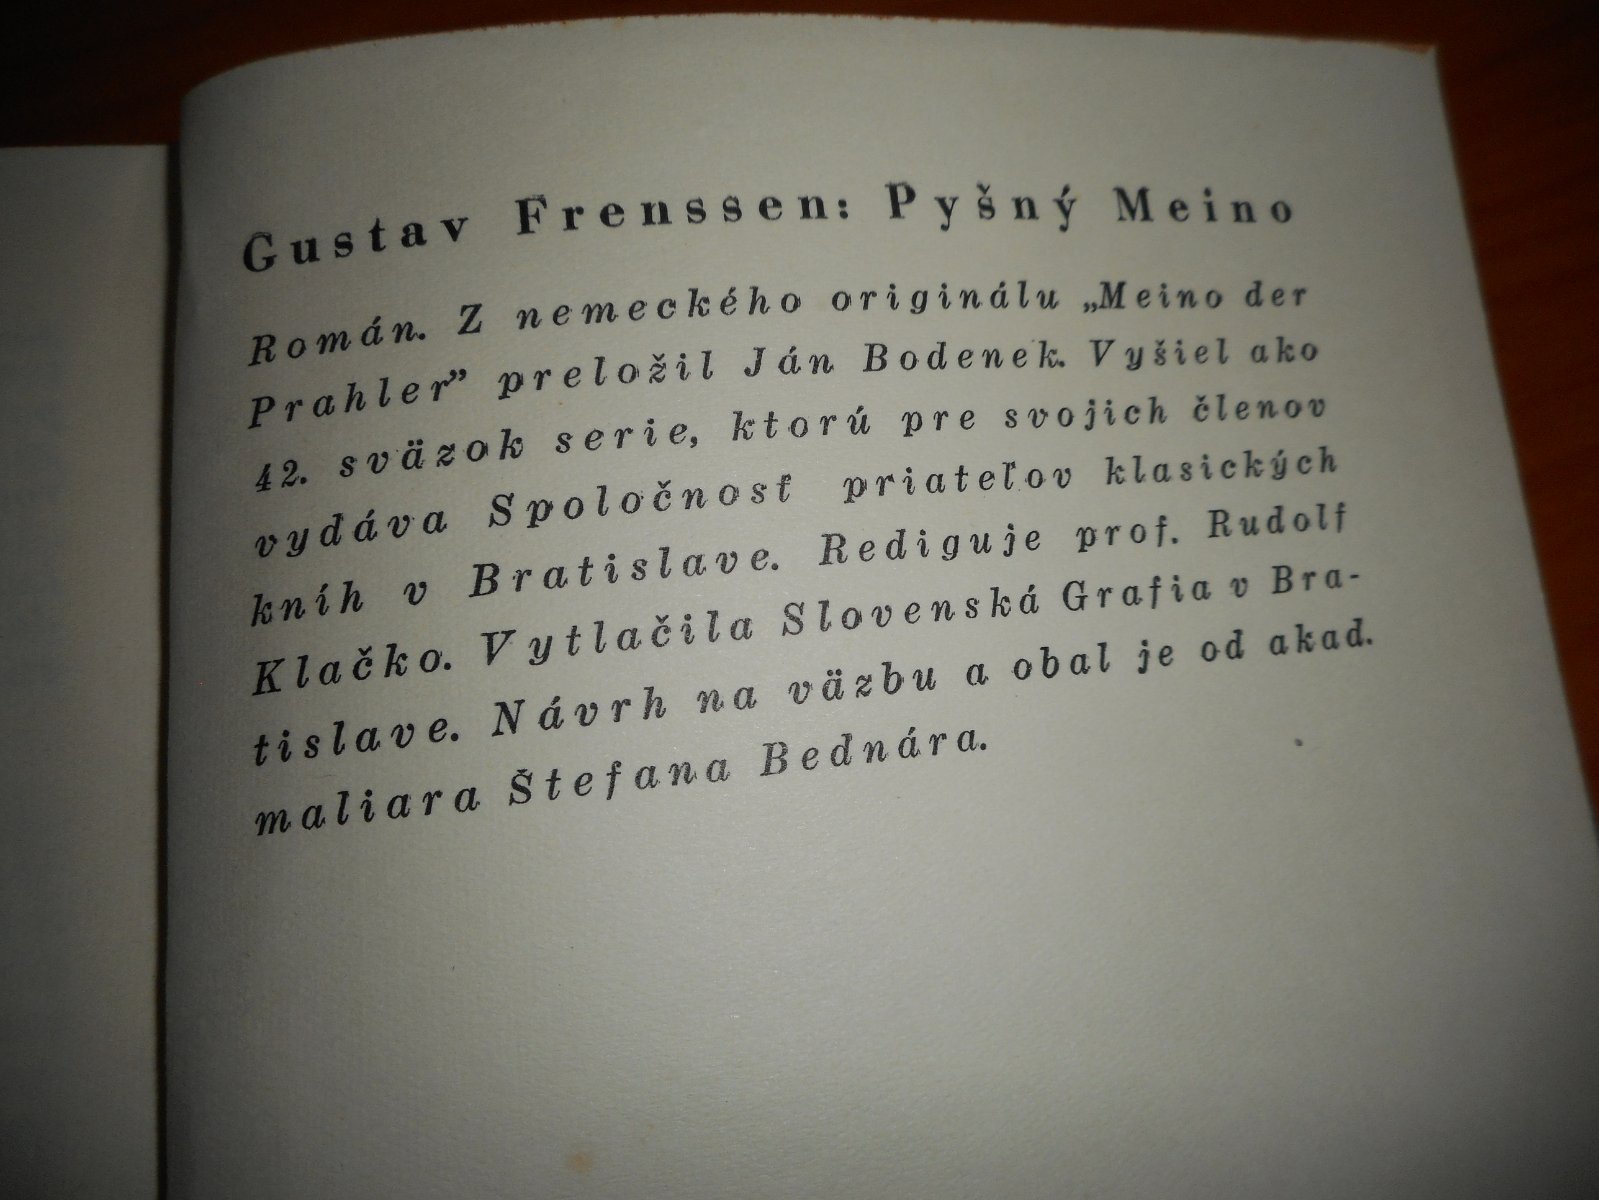 Gustav Frenssen: Pyšný Meino
Román. Z nemeckého originálu „Meino der
Prahler” preložil Ján Bodenek. Vyšiel ako
42. sväzok serie, ktorú pre svojich členov
vydáva Spoločnosť priateľov klasických
kníh v Bratislave. Rediguje prof. Rudolf
Klačko. Vytlačila Slovenská Grafia v Bra-
tislave. Návrh na väzbu a obal je od akad.
maliara Štefana Bednára.